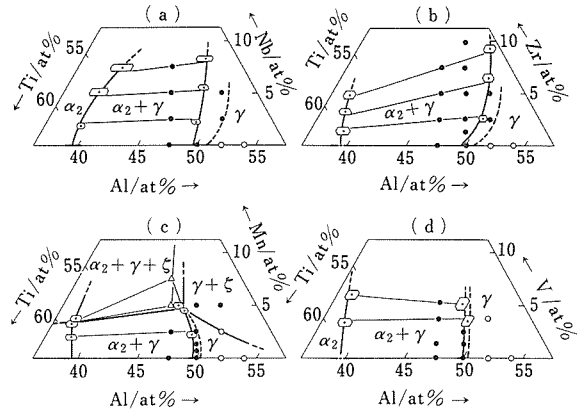 (a)
← Ti/at%
55
60
α₂
α₂+γ
γ
10
5
← Nb/at%
40 45 50 55
Al/at% →
(b)
← Ti/at%
55
60
α₂
α₂+γ
γ
10
5
← Zr/at%
40 45 50 55
Al/at% →
(c)
← Ti/at%
55
60
α₂+γ+ζ
γ+ζ
α₂+γ
γ
10
5
← Mn/at%
40 45 50 55
Al/at% →
(d)
← Ti/at%
55
60
α₂
α₂+γ
γ
10
5
← V/at%
40 45 50 55
Al/at% →